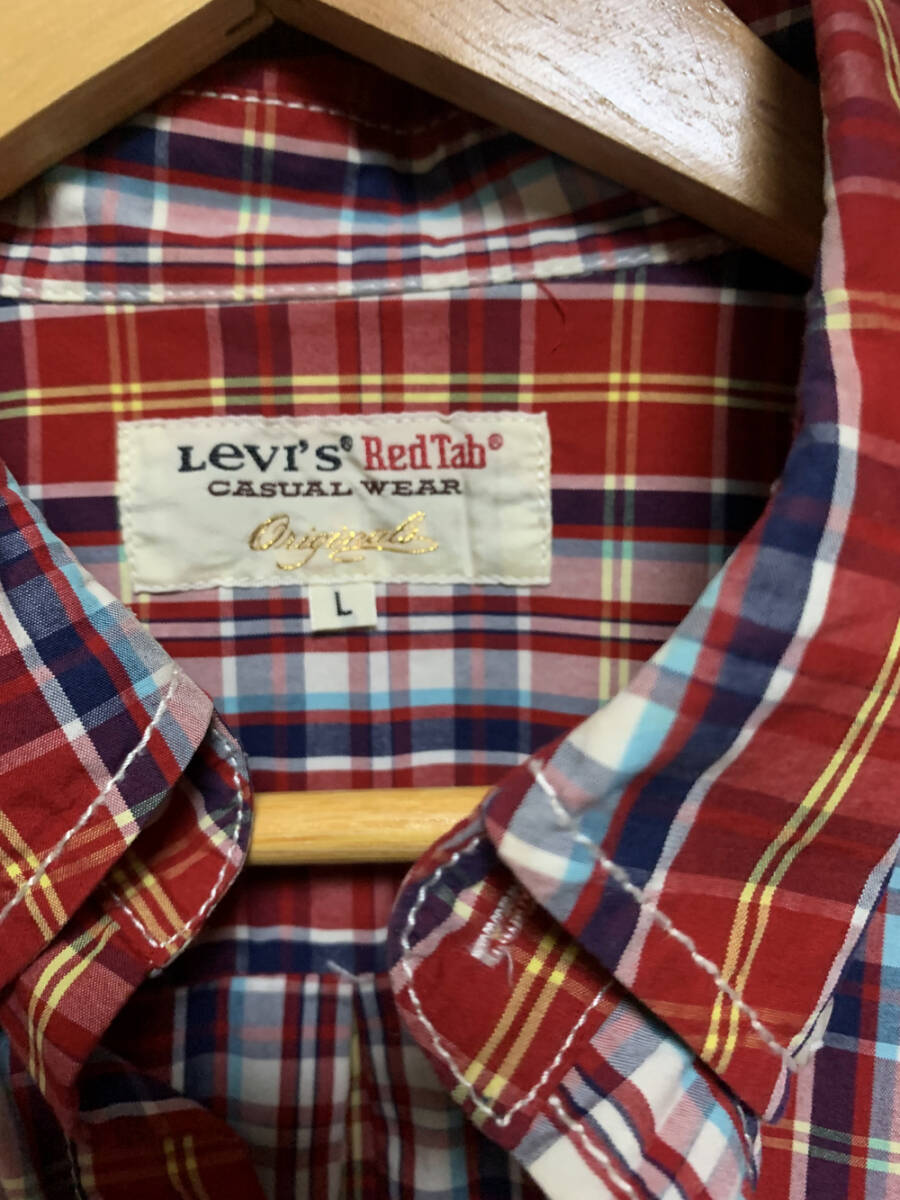 Levi's® RedTab®
CASUAL WEAR
Originals
L